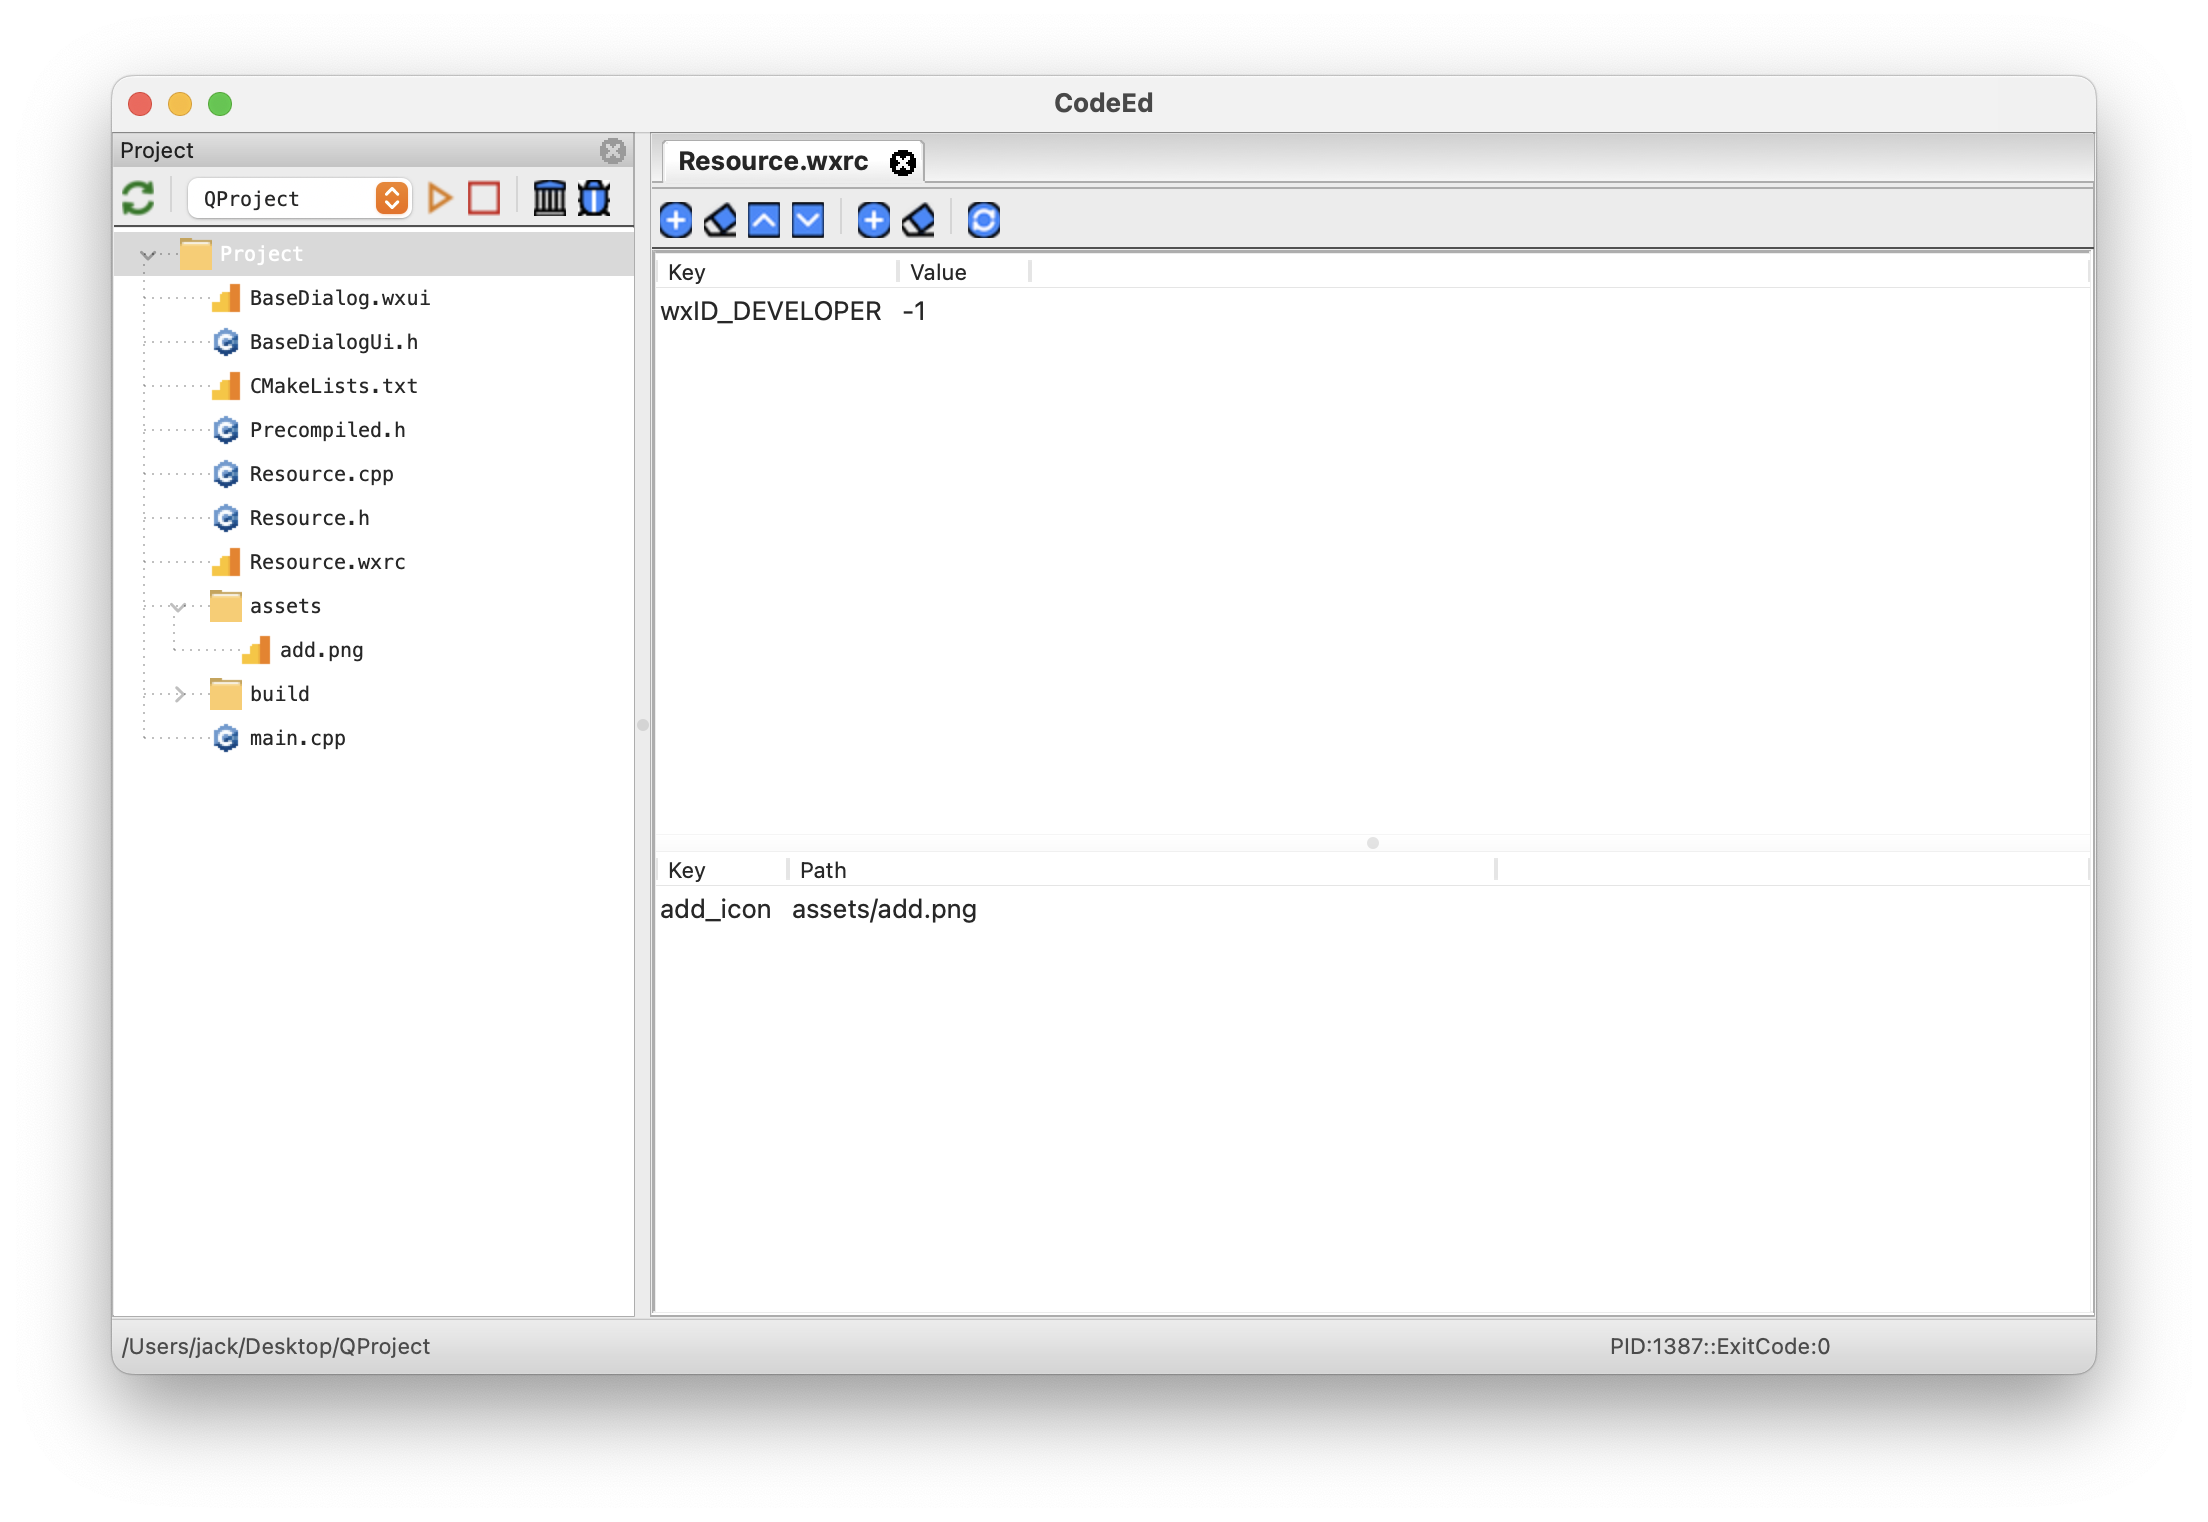 CodeEd
Project
QProject
Project
BaseDialog.wxui
BaseDialogUi.h
CMakeLists.txt
Precompiled.h
Resource.cpp
Resource.h
Resource.wxrc
assets
add.png
build
main.cpp
Resource.wxrc
Key Value
wxID_DEVELOPER -1
Key Path
add_icon assets/add.png
/Users/jack/Desktop/QProject PID:1387::ExitCode:0